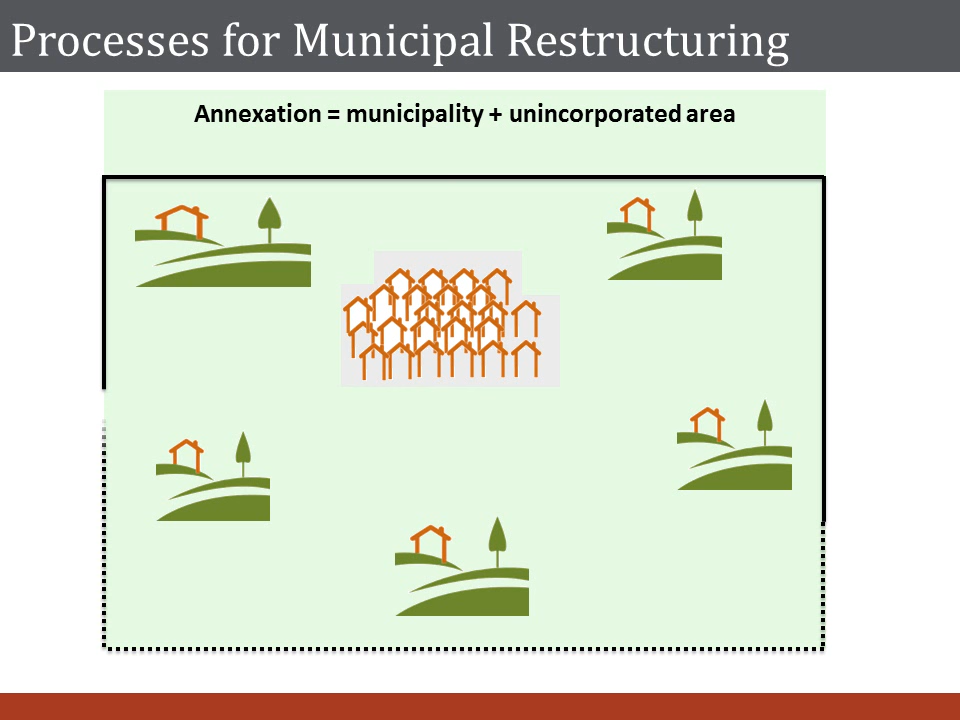 Processes for Municipal Restructuring
Annexation = municipality + unincorporated area